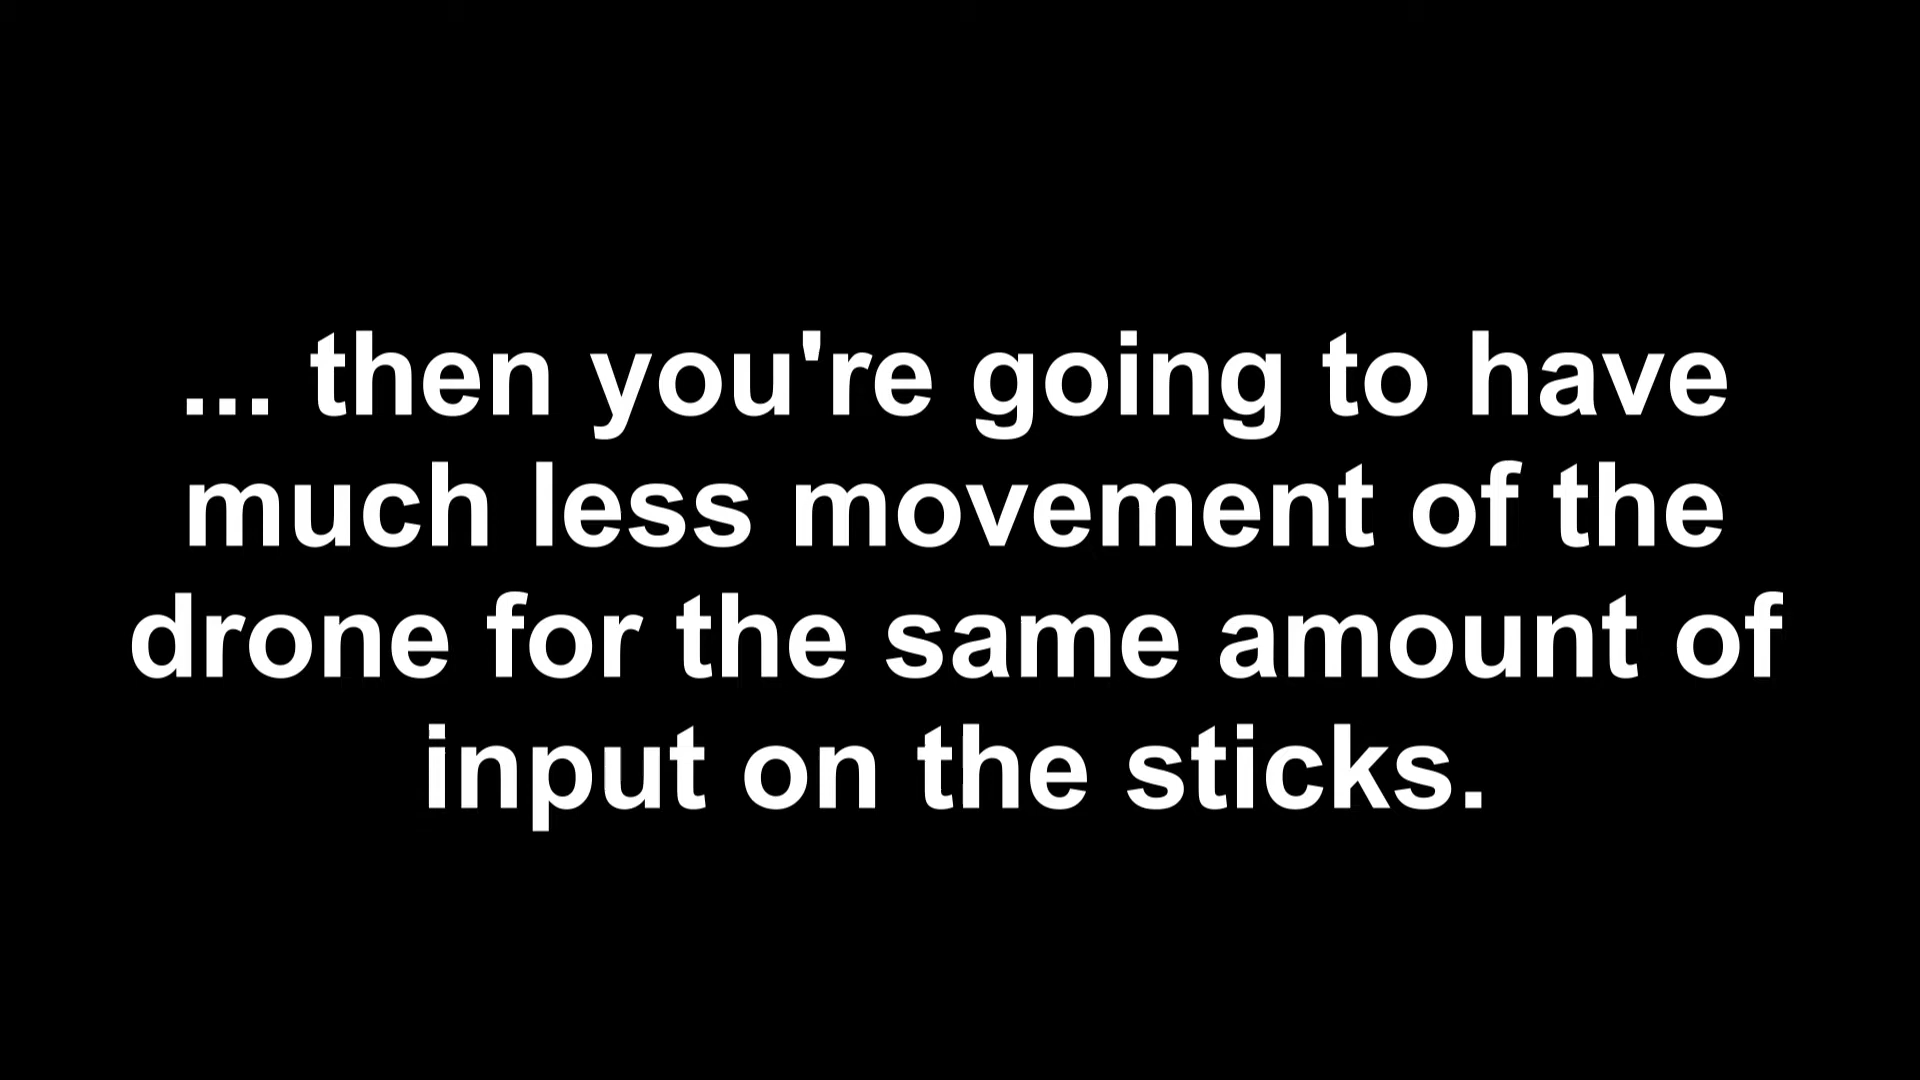 ... then you're going to have
much less movement of the
drone for the same amount of
input on the sticks.